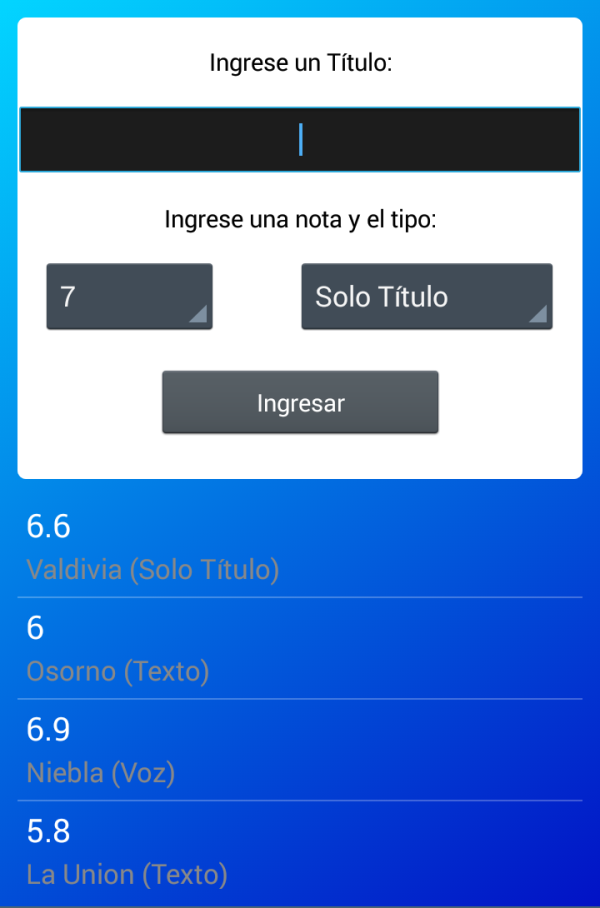 Ingrese un Título:
Ingrese una nota y el tipo:
7 Solo Título
Ingresar
6.6
Valdivia (Solo Título)
6
Osorno (Texto)
6.9
Niebla (Voz)
5.8
La Union (Texto)